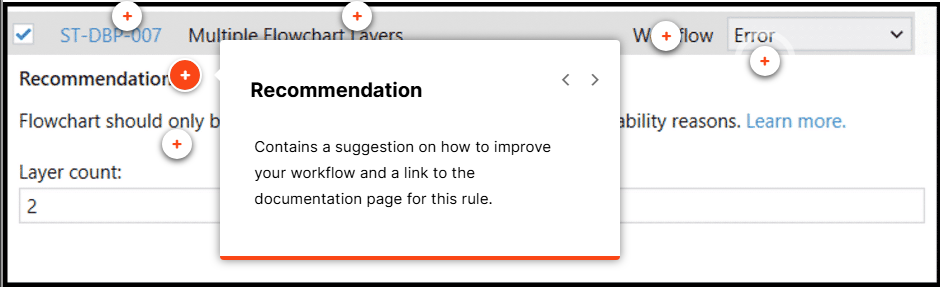 ST-DBP-007 Multiple Flowchart Layers Workflow Error
Recommendation
Flowchart should only b ability reasons. Learn more.
Layer count:
2
Recommendation
Contains a suggestion on how to improve
your workflow and a link to the
documentation page for this rule.